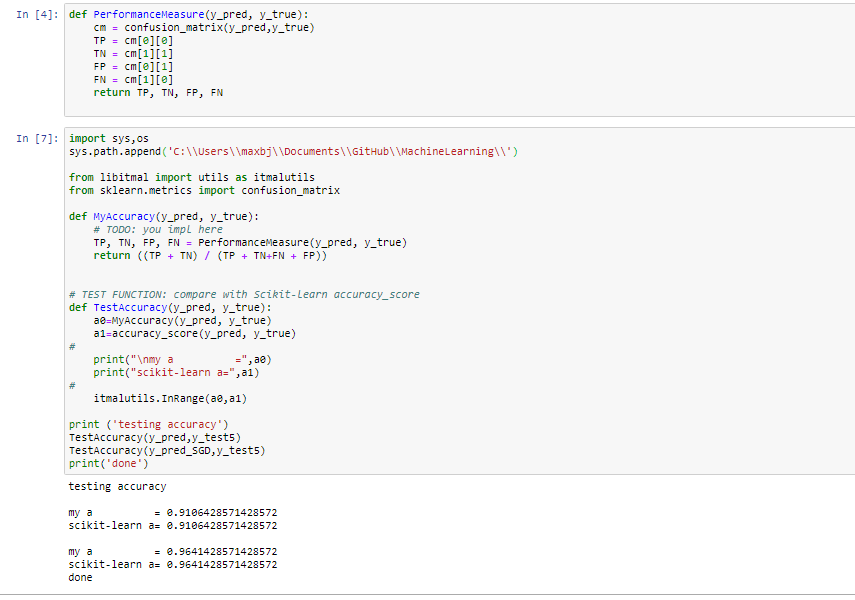 In [4]: def PerformanceMeasure(y_pred, y_true):
    cm = confusion_matrix(y_pred,y_true)
    TP = cm[0][0]
    TN = cm[1][1]
    FP = cm[0][1]
    FN = cm[1][0]
    return TP, TN, FP, FN
In [7]: import sys,os
sys.path.append('C:\\Users\\maxbj\\Documents\\GitHub\\MachineLearning\\')
from libitmal import utils as itmalutils
from sklearn.metrics import confusion_matrix
def MyAccuracy(y_pred, y_true):
    # TODO: you impl here
    TP, TN, FP, FN = PerformanceMeasure(y_pred, y_true)
    return ((TP + TN) / (TP + TN+FN + FP))
# TEST FUNCTION: compare with Scikit-learn accuracy_score
def TestAccuracy(y_pred, y_true):
    a0=MyAccuracy(y_pred, y_true)
    a1=accuracy_score(y_pred, y_true)
#
    print("\nmy a          =",a0)
    print("scikit-learn a=",a1)
#
    itmalutils.InRange(a0,a1)
print ('testing accuracy')
TestAccuracy(y_pred,y_test5)
TestAccuracy(y_pred_SGD,y_test5)
print('done')
testing accuracy
my a          = 0.9106428571428572
scikit-learn a= 0.9106428571428572
my a          = 0.9641428571428572
scikit-learn a= 0.9641428571428572
done